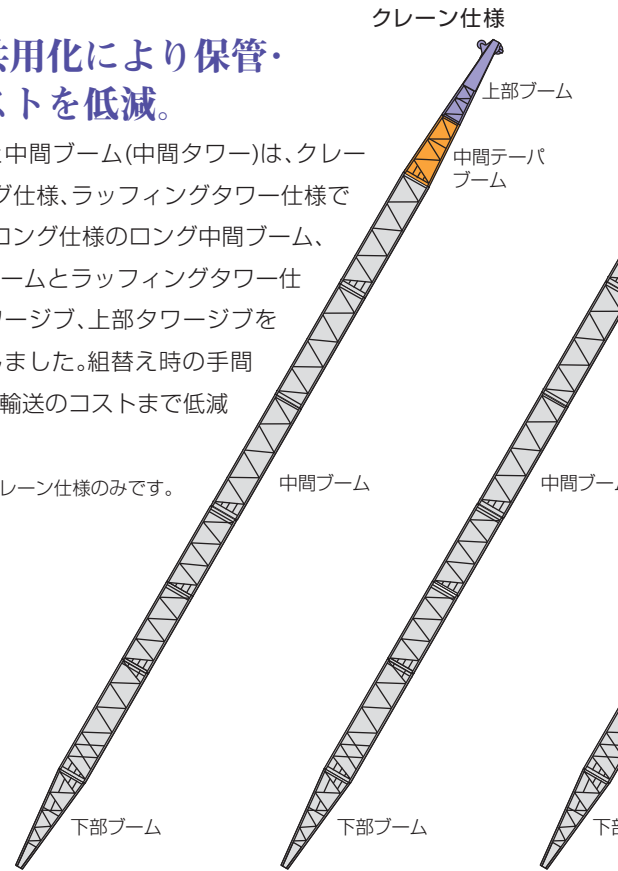 クレーン仕様
共用化により保管・
ストを低減。
上部ブーム
と中間ブーム(中間タワー)は、クレー
中間テーパ
ブーム
グ仕様、ラッフィングタワー仕様で
ロング仕様のロング中間ブーム、
ームとラッフィングタワー仕
ワージブ、上部タワージブを
しました。組替え時の手間
輸送のコストまで低減
レーン仕様のみです。
中間ブーム
中間ブーム
下部ブーム
下部ブーム
下部